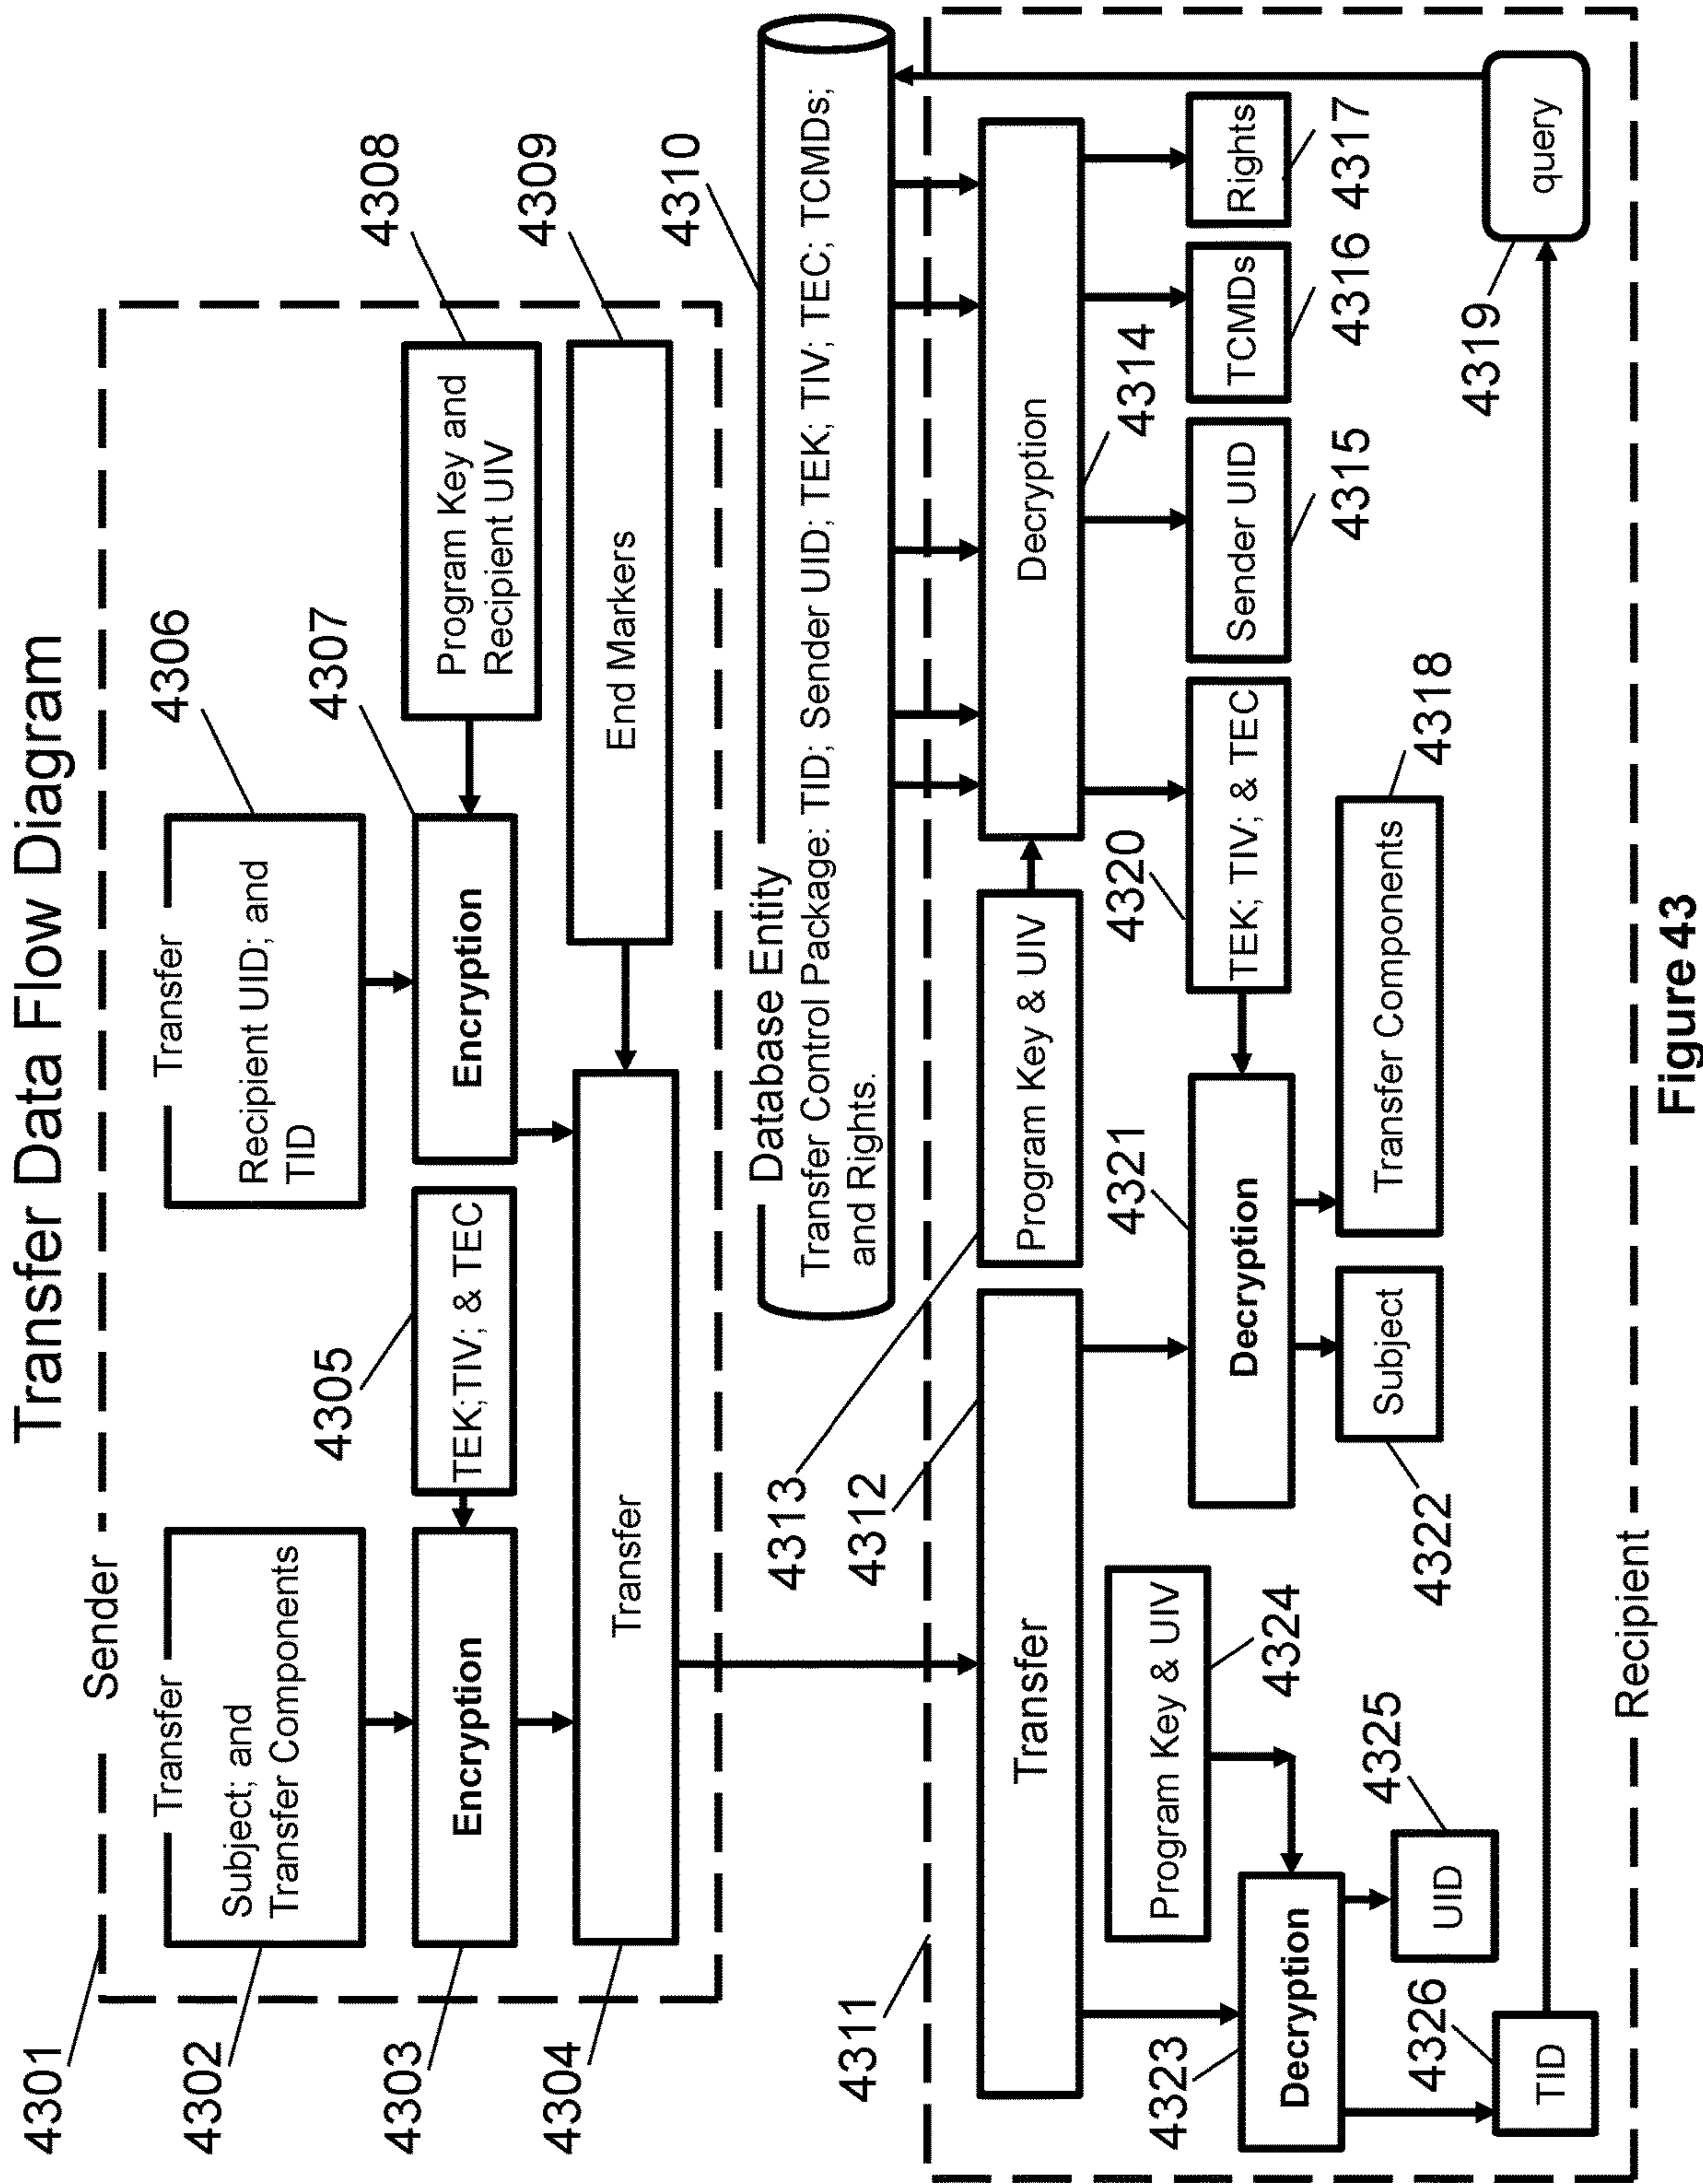 Transfer Data Flow Diagram
4301
Sender
4302
Transfer
Subject; and
Transfer Components
4306
Transfer
Recipient UID; and
TID
4303
Encryption
4305
TEK;TIV; & TEC
4307
Encryption
4308
Program Key and
Recipient UIV
4304
Transfer
4309
End Markers
4310
Database Entity
Transfer Control Package: TID; Sender UID; TEK; TIV; TEC; TCMDs;
and Rights.
4311
4312
Transfer
4313
Program Key & UIV
Decryption
4314
4324
Program Key & UIV
4320
TEK; TIV; & TEC
Sender UID
4315
TCMDs
4316
Rights
4317
4323
Decryption
4321
Decryption
4325
UID
4322
Subject
4318
Transfer Components
4326
TID
4319
query
Recipient
Figure 43